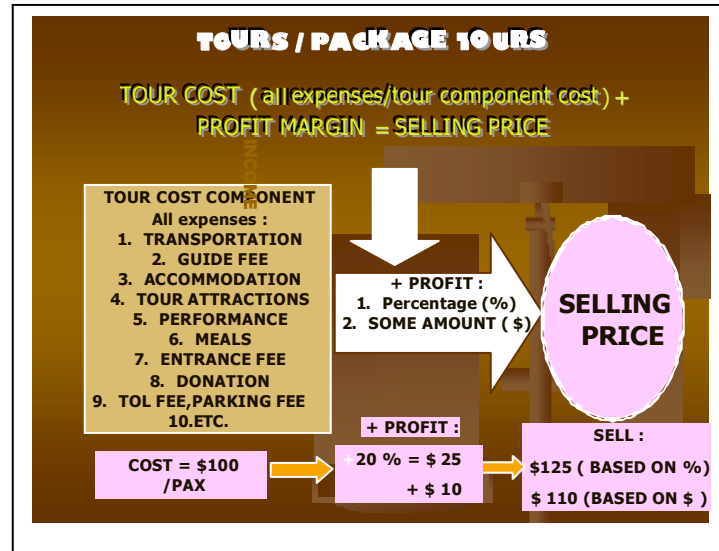 TOURS / PACKAGE TOURS
TOUR COST ( all expenses/tour component cost) +
PROFIT MARGIN = SELLING PRICE
INCOME
TOUR COST COMPONENT
All expenses :
1. TRANSPORTATION
2. GUIDE FEE
3. ACCOMMODATION
4. TOUR ATTRACTIONS
5. PERFORMANCE
6. MEALS
7. ENTRANCE FEE
8. DONATION
9. TOL FEE,PARKING FEE
10.ETC.
+ PROFIT :
1. Percentage (%)
2. SOME AMOUNT ( $)
SELLING
PRICE
COST = $100
/PAX
+ PROFIT :
+20 % = $ 25
+ $ 10
SELL :
$125 ( BASED ON %)
$ 110 (BASED ON $ )